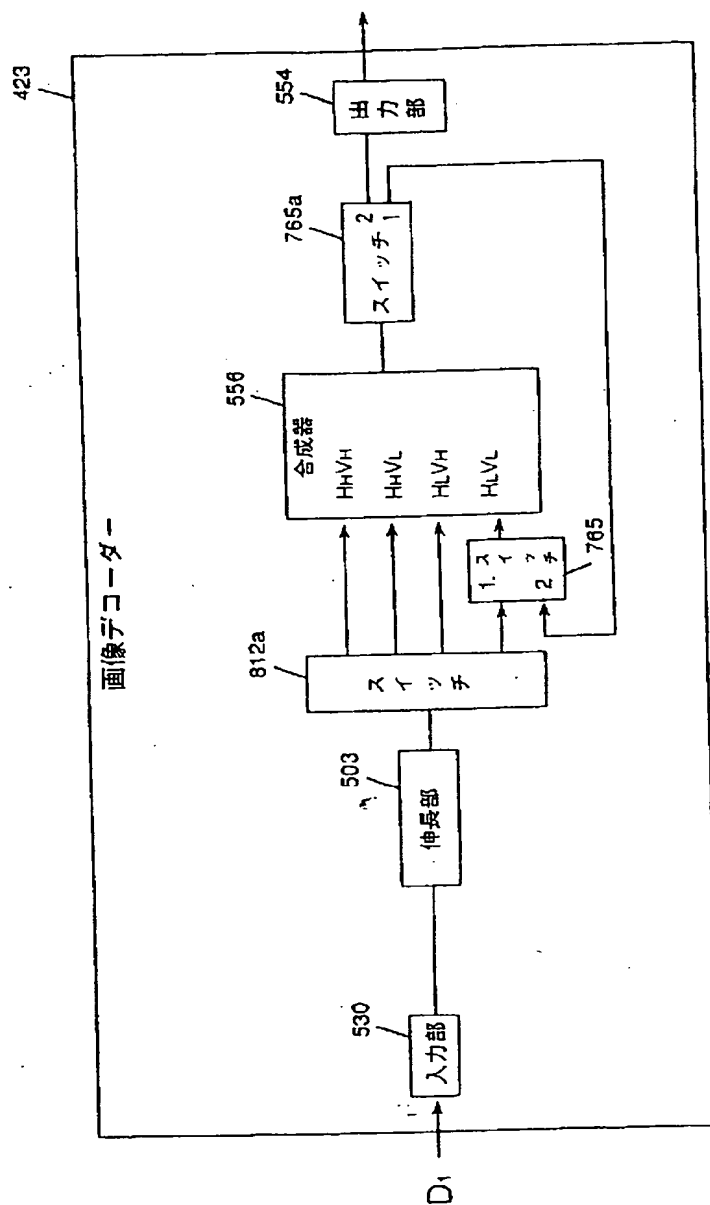 423
画像デコーダー
D1
530
入力部
503
伸長部
812a
スイッチ
556
合成器
HHVH
HHVL
HLVH
HLVL
1.スイッチ
2
765
765a
スイッチ
2
1
554
出力部